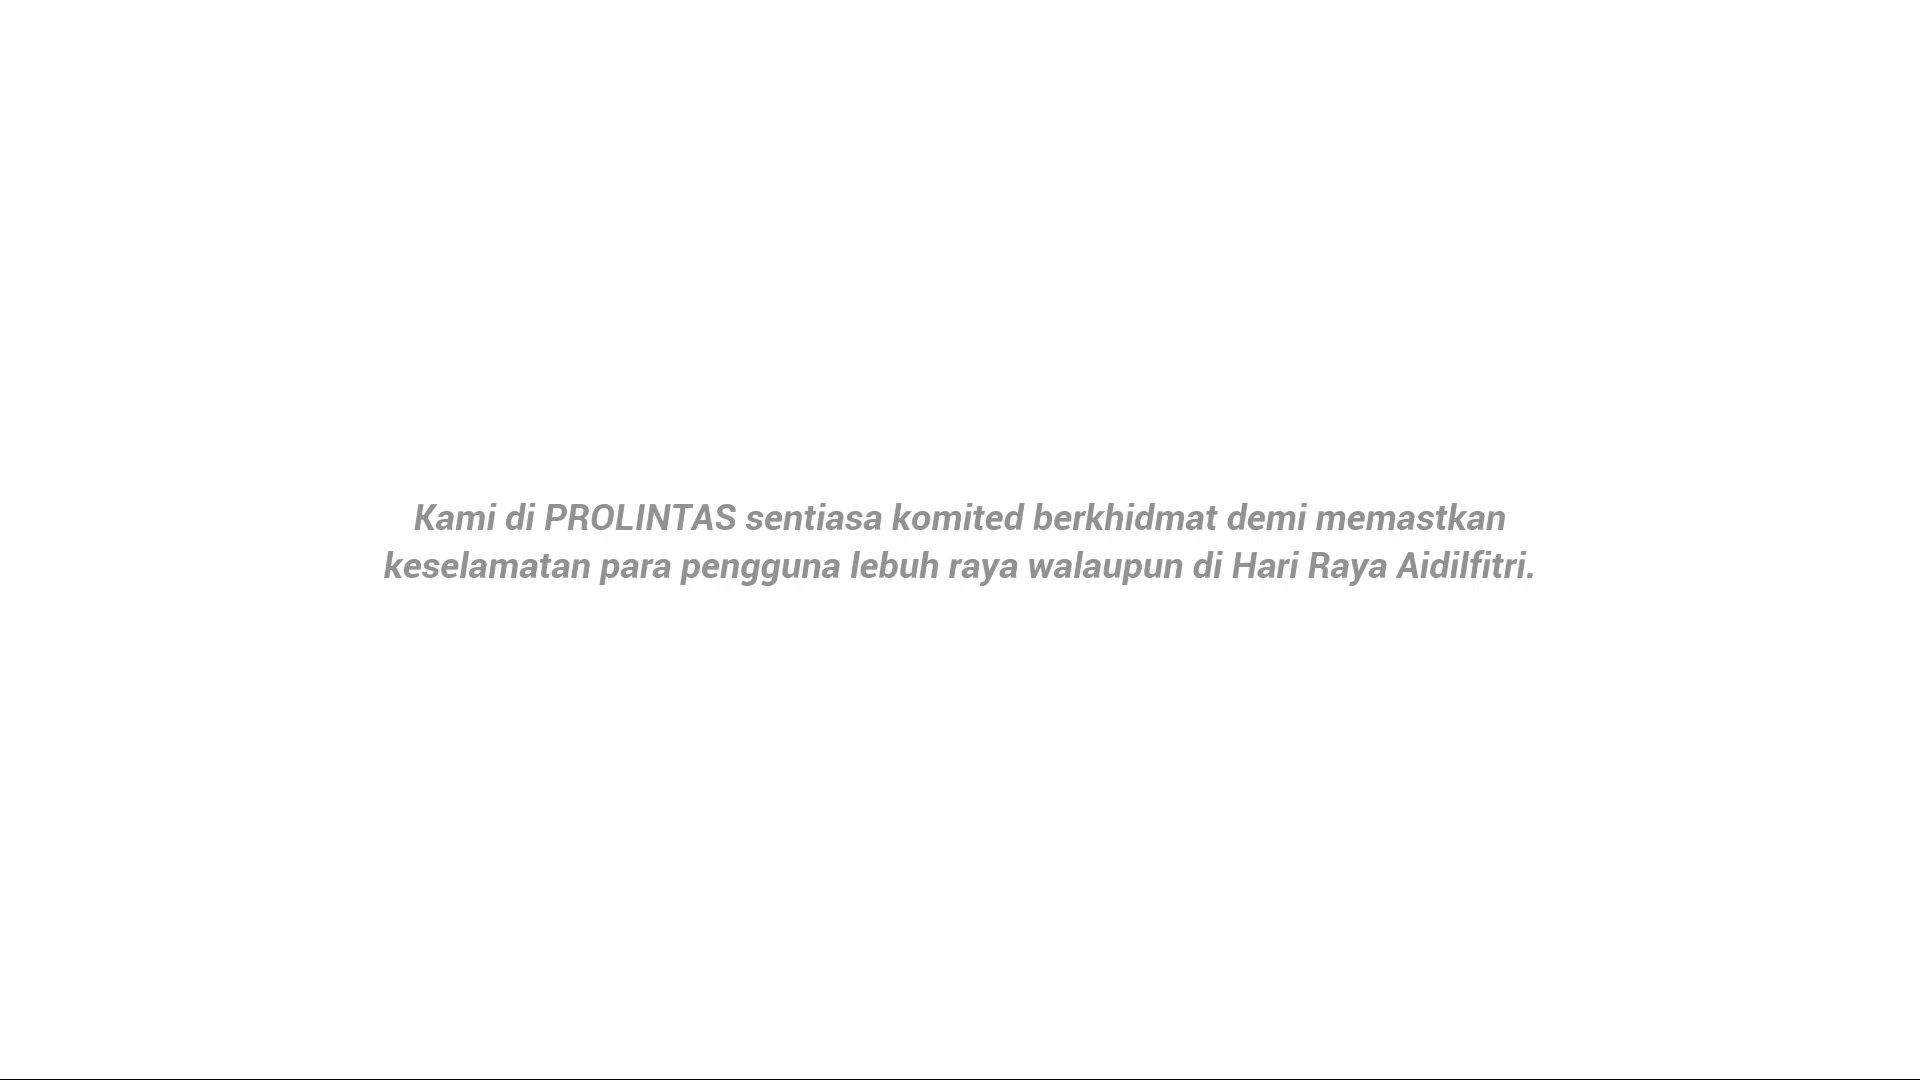 Kami di PROLINTAS sentiasa komited berkhidmat demi memastkan
keselamatan para pengguna lebuh raya walaupun di Hari Raya Aidilfitri.